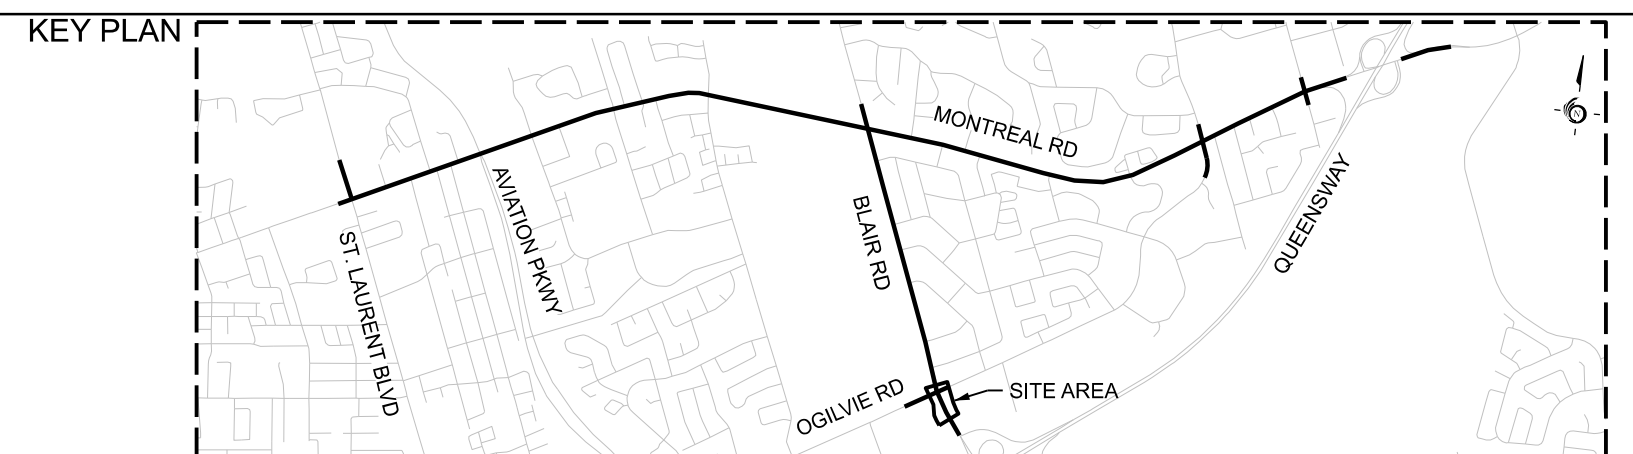 KEY PLAN
MONTREAL RD
N
AVIATION PKWY
BLAIR RD
QUEENSWAY
ST. LAURENT BLVD
OGILVIE RD
SITE AREA